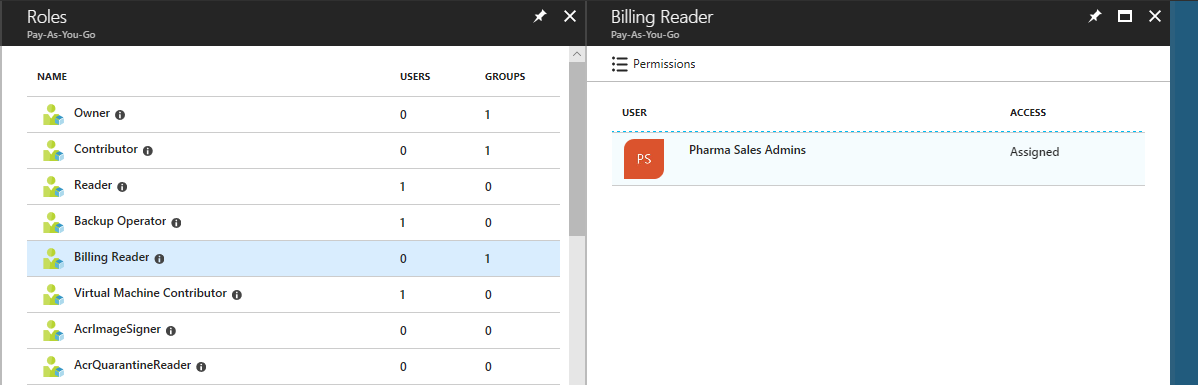 Roles
Pay-As-You-Go
NAME USERS GROUPS
Owner 0 1
Contributor 0 1
Reader 1 0
Backup Operator 1 0
Billing Reader 0 1
Virtual Machine Contributor 1 0
AcrImageSigner 0 0
AcrQuarantineReader 0 0
Billing Reader
Pay-As-You-Go
Permissions
USER ACCESS
PS Pharma Sales Admins Assigned